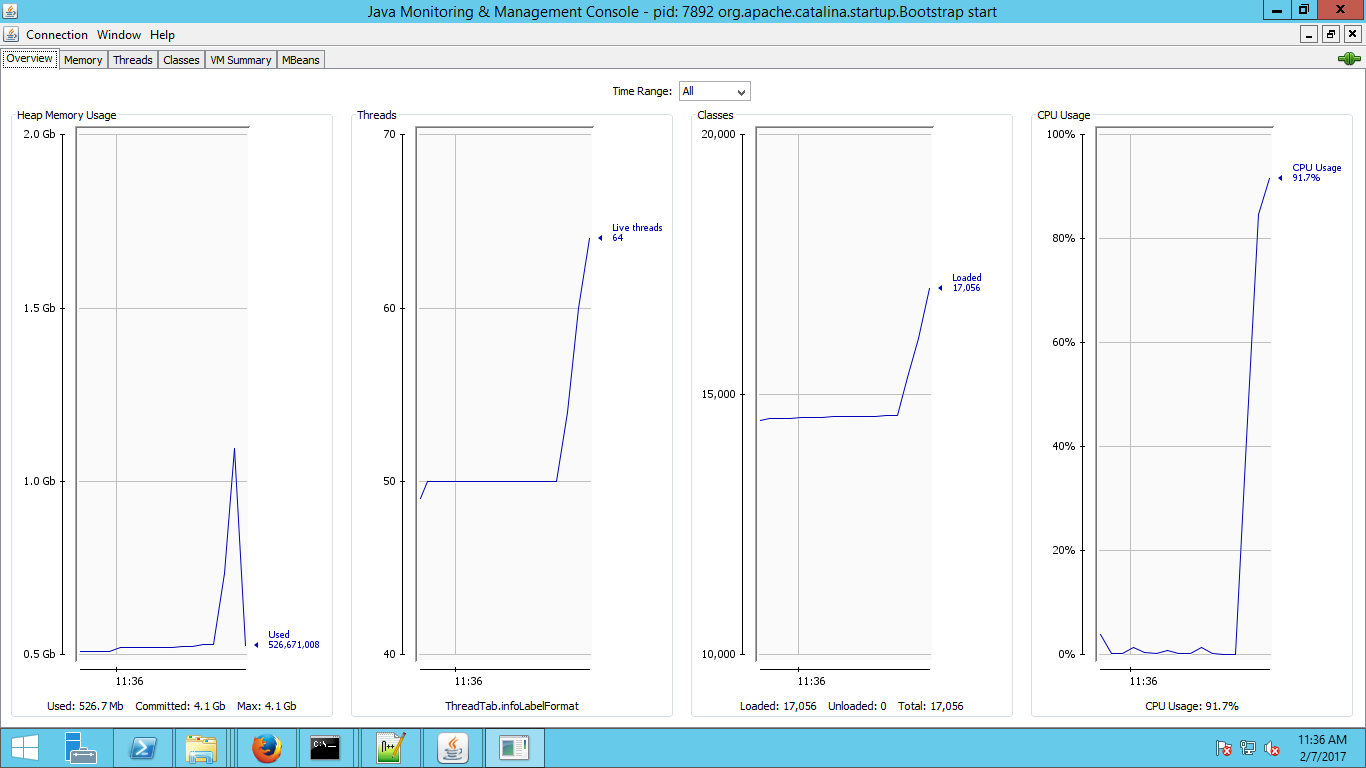 Java Monitoring & Management Console - pid: 7892 org.apache.catalina.startup.Bootstrap start
Connection Window Help
Overview Memory Threads Classes VM Summary MBeans
Time Range: All
Heap Memory Usage
2.0 Gb
1.5 Gb
1.0 Gb
0.5 Gb
Used
526,671,008
11:36
Used: 526.7 Mb Committed: 4.1 Gb Max: 4.1 Gb
Threads
70
60
50
40
Live threads
64
11:36
ThreadTab.infoLabelFormat
Classes
20,000
15,000
10,000
Loaded
17,056
11:36
Loaded: 17,056 Unloaded: 0 Total: 17,056
CPU Usage
100%
80%
60%
40%
20%
0%
CPU Usage
91.7%
11:36
CPU Usage: 91.7%
C:\_
n++
11:36 AM
2/7/2017